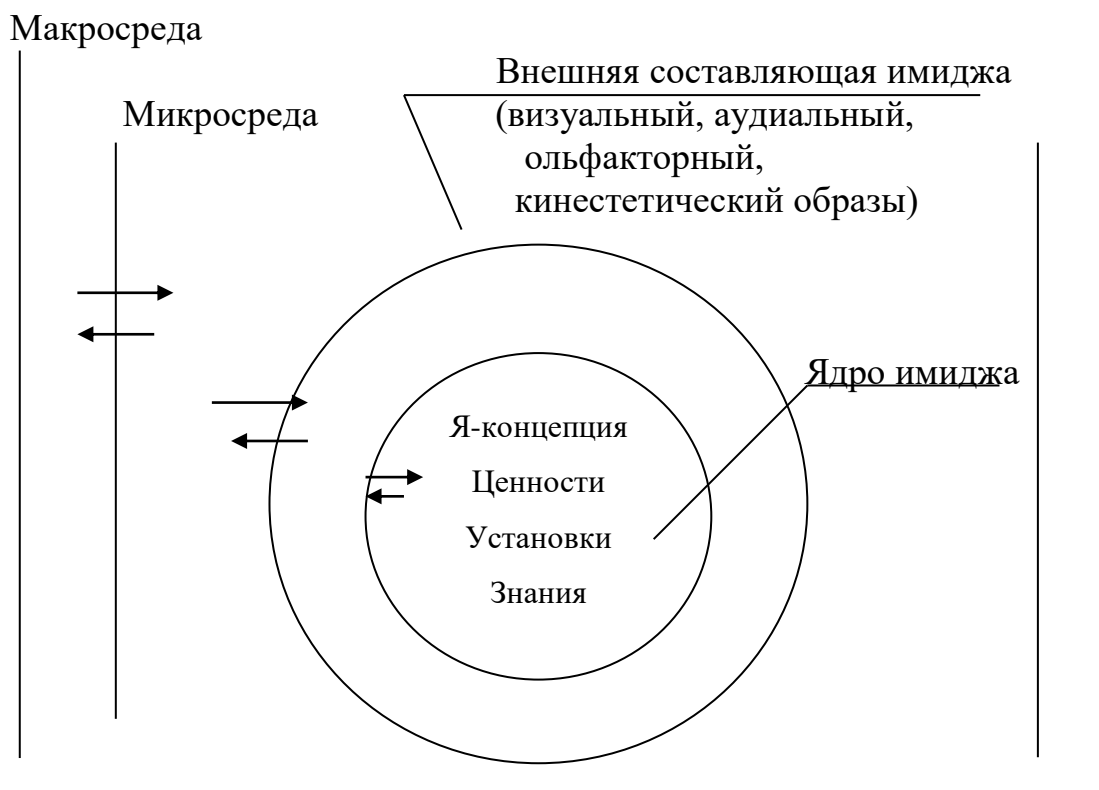 Макросреда
Внешняя составляющая имиджа
Микросреда
(визуальный, аудиальный,
ольфакторный,
кинестетический образы)
Ядро имиджа
Я-концепция
Ценности
Установки
Знания